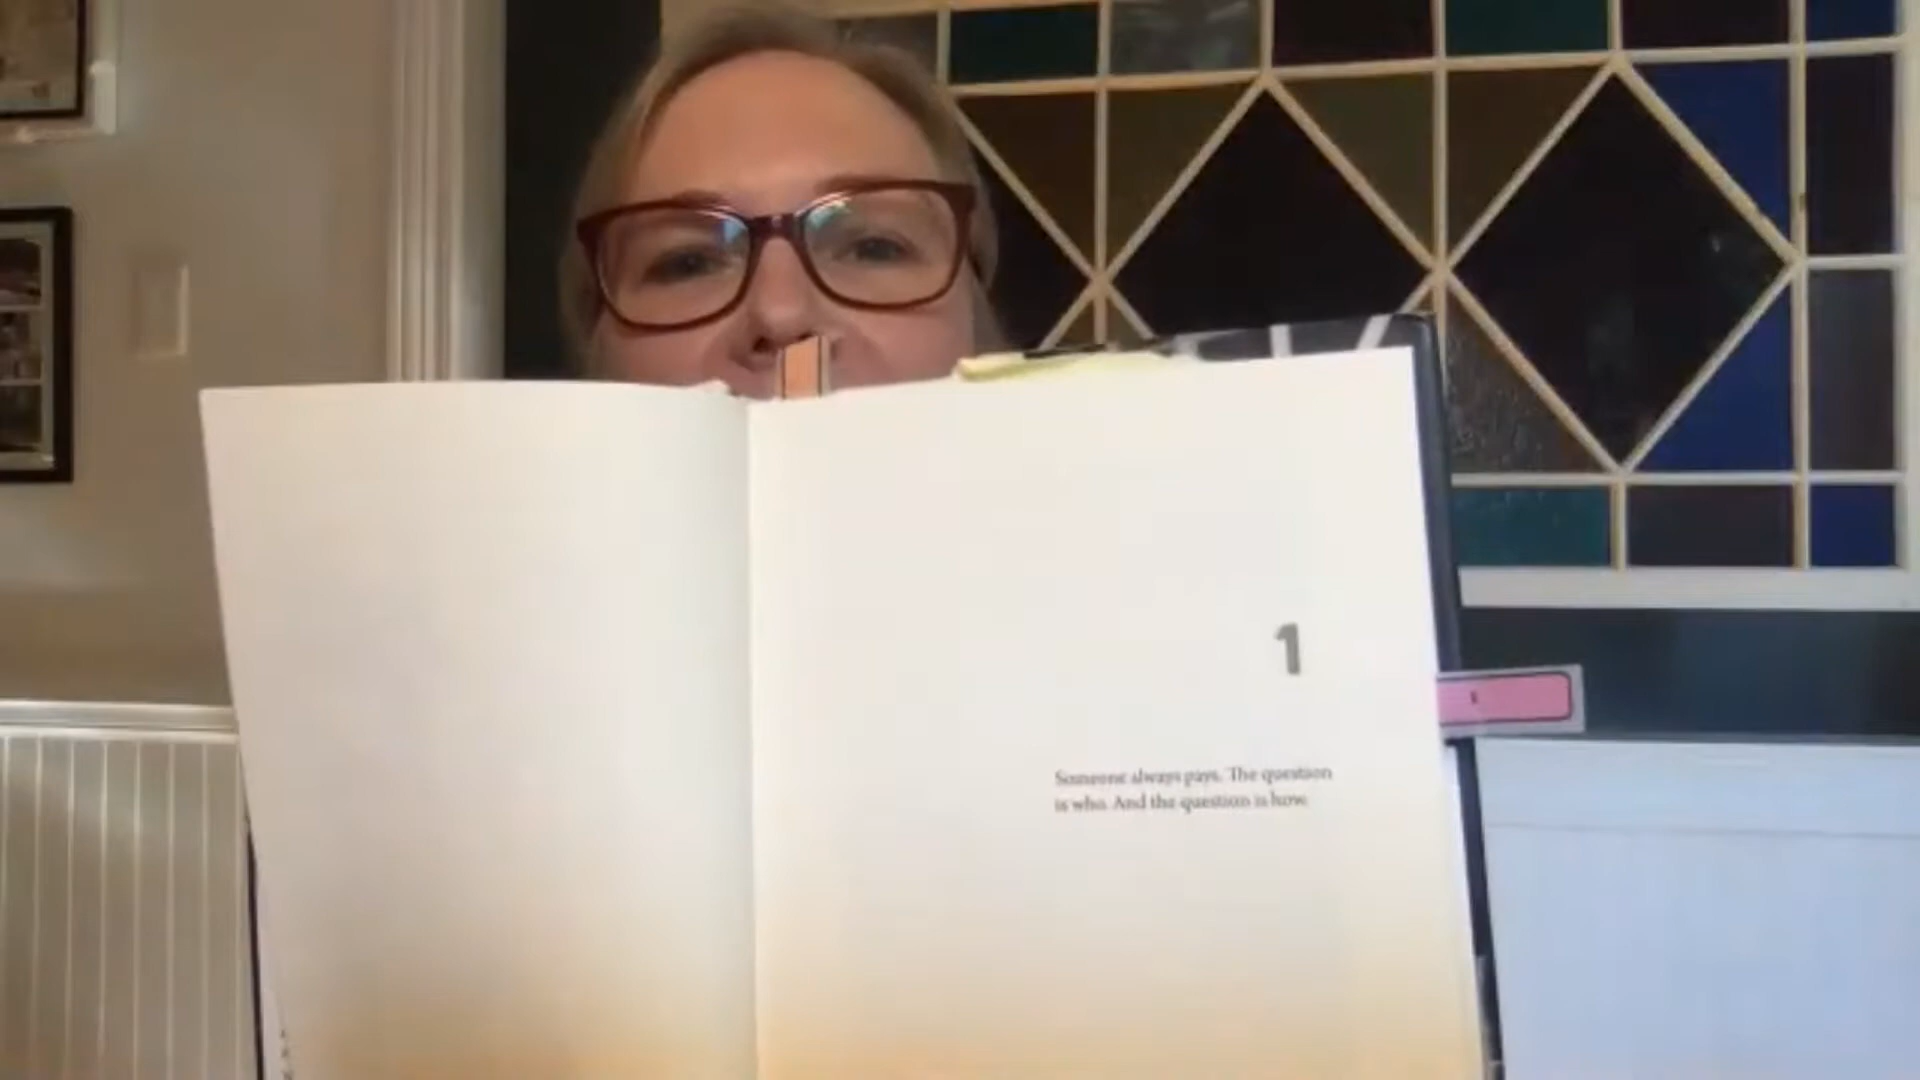 1
Someone always pays. The question
is who. And the question is how.